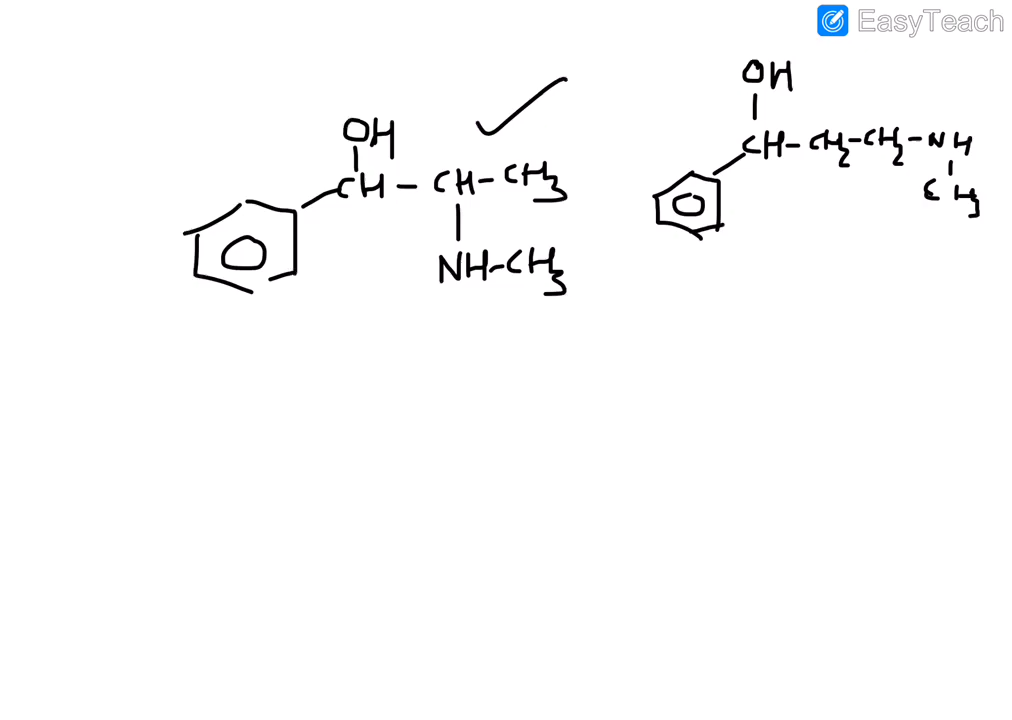 EasyTeach
OH
CH - CH - CH3
NH - CH3
OH
CH - CH2 - CH2 - NH
CH3